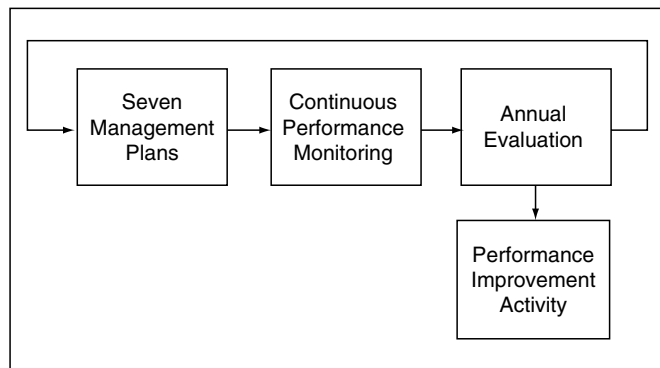 Seven
Management
Plans
Continuous
Performance
Monitoring
Annual
Evaluation
Performance
Improvement
Activity